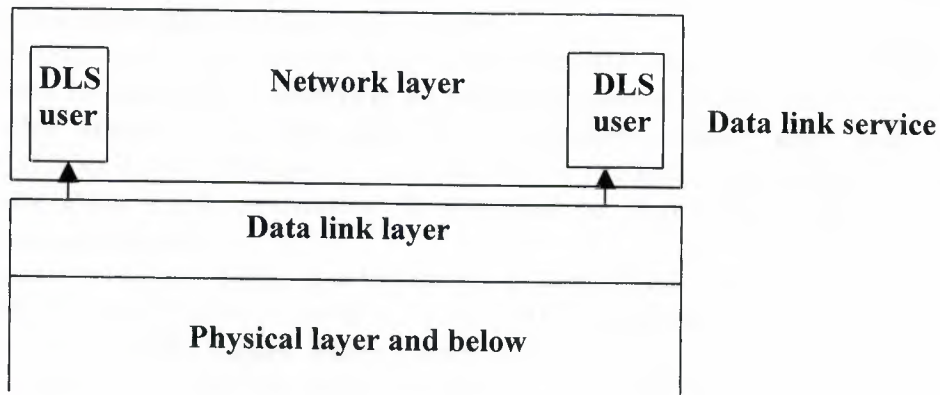 DLS
user
Network layer
DLS
user
Data link service
Data link layer
Physical layer and below